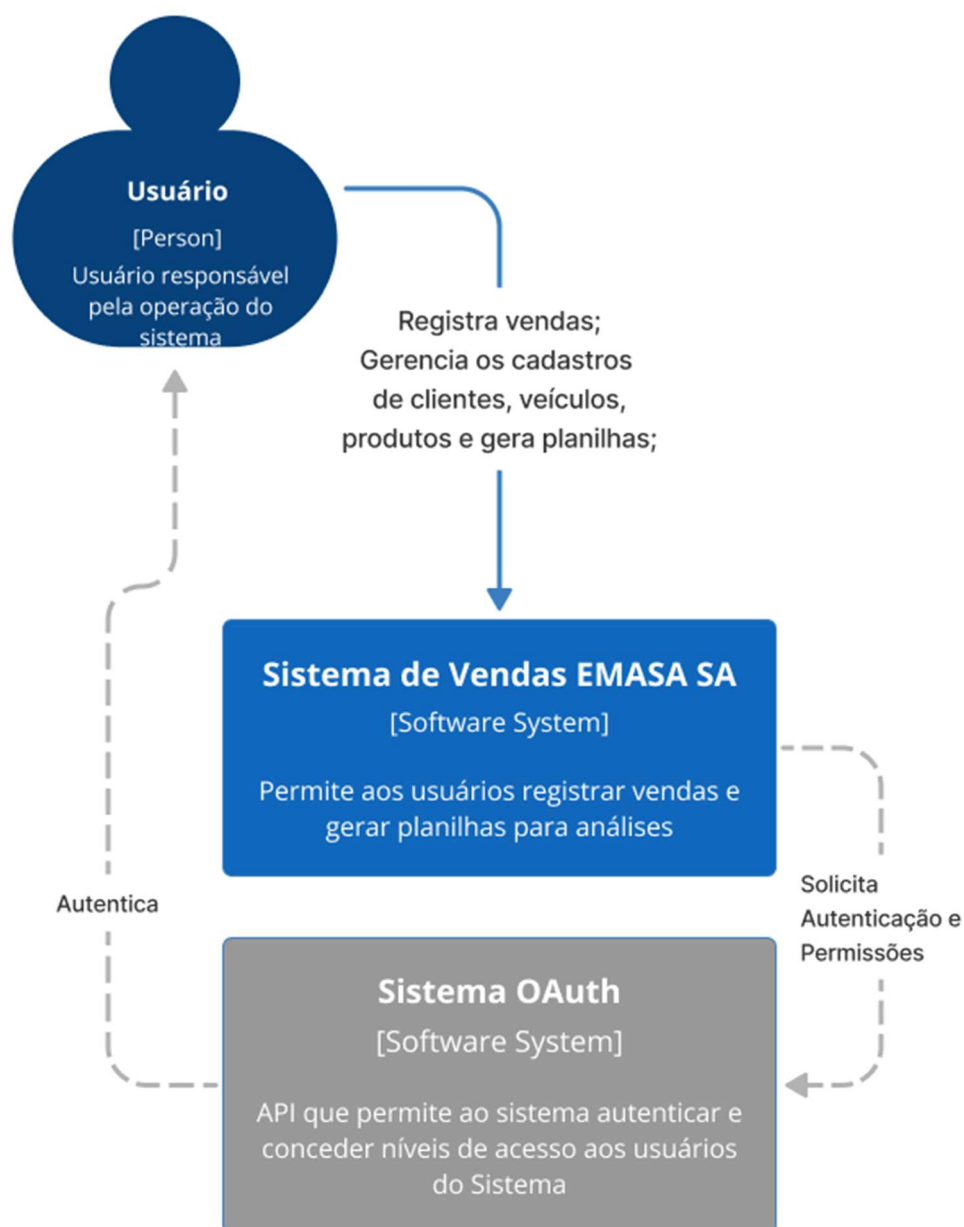 Usuário
[Person]
Usuário responsável
pela operação do
sistema
Registra vendas;
Gerencia os cadastros
de clientes, veículos,
produtos e gera planilhas;
Sistema de Vendas EMASA SA
[Software System]
Permite aos usuários registrar vendas e
gerar planilhas para análises
Solicita
Autenticação e
Permissões
Autentica
Sistema OAuth
[Software System]
API que permite ao sistema autenticar e
conceder níveis de acesso aos usuários
do Sistema